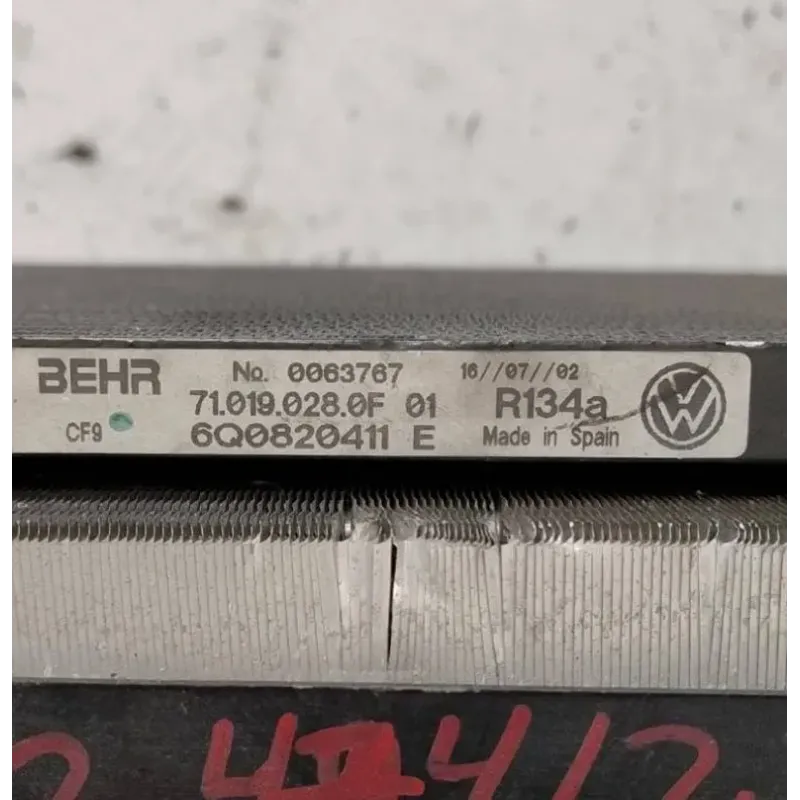 BEHR No. 0063767 16//07//02
71.019.028.0F 01 R134a
CF9 6Q0820411 E Made in Spain